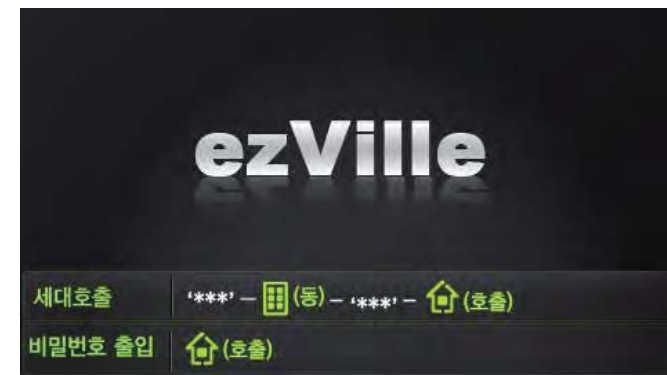 ezVille
세대호출 '***' – (동) – '***' – (호출)
비밀번호 출입 (호출)